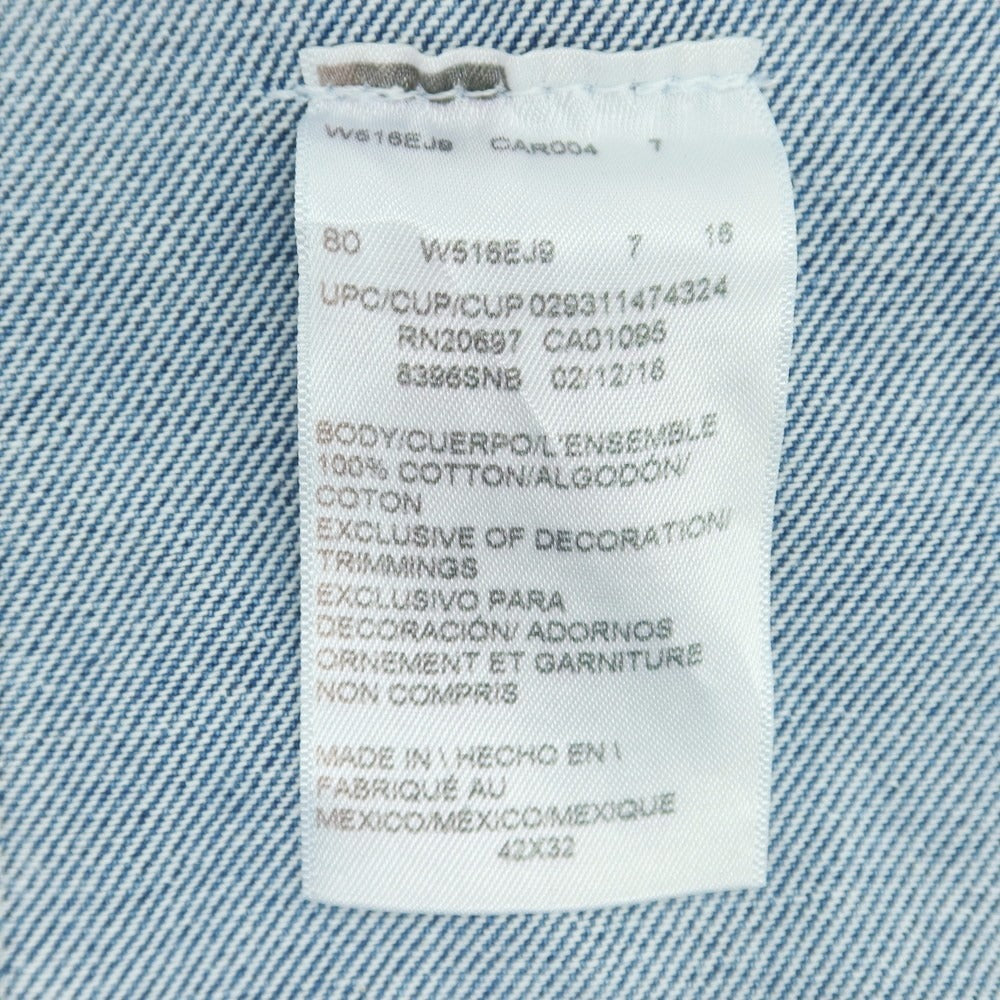 W516EJ9 CAR004 7
80 W516EJ9 7 16
UPC/CUP/CUP 029311474324
RN20697 CA01095
8396SNB 02/12/16
BODY/CUERPO/L'ENSEMBLE
100% COTTON/ALGODÓN/
COTON
EXCLUSIVE OF DECORATION/
TRIMMINGS
EXCLUSIVO PARA
DECORACIÓN/ ADORNOS
ORNEMENT ET GARNITURE
NON COMPRIS
MADE IN \ HECHO EN \
FABRIQUÉ AU
MEXICO/MÉXICO/MEXIQUE
42X32